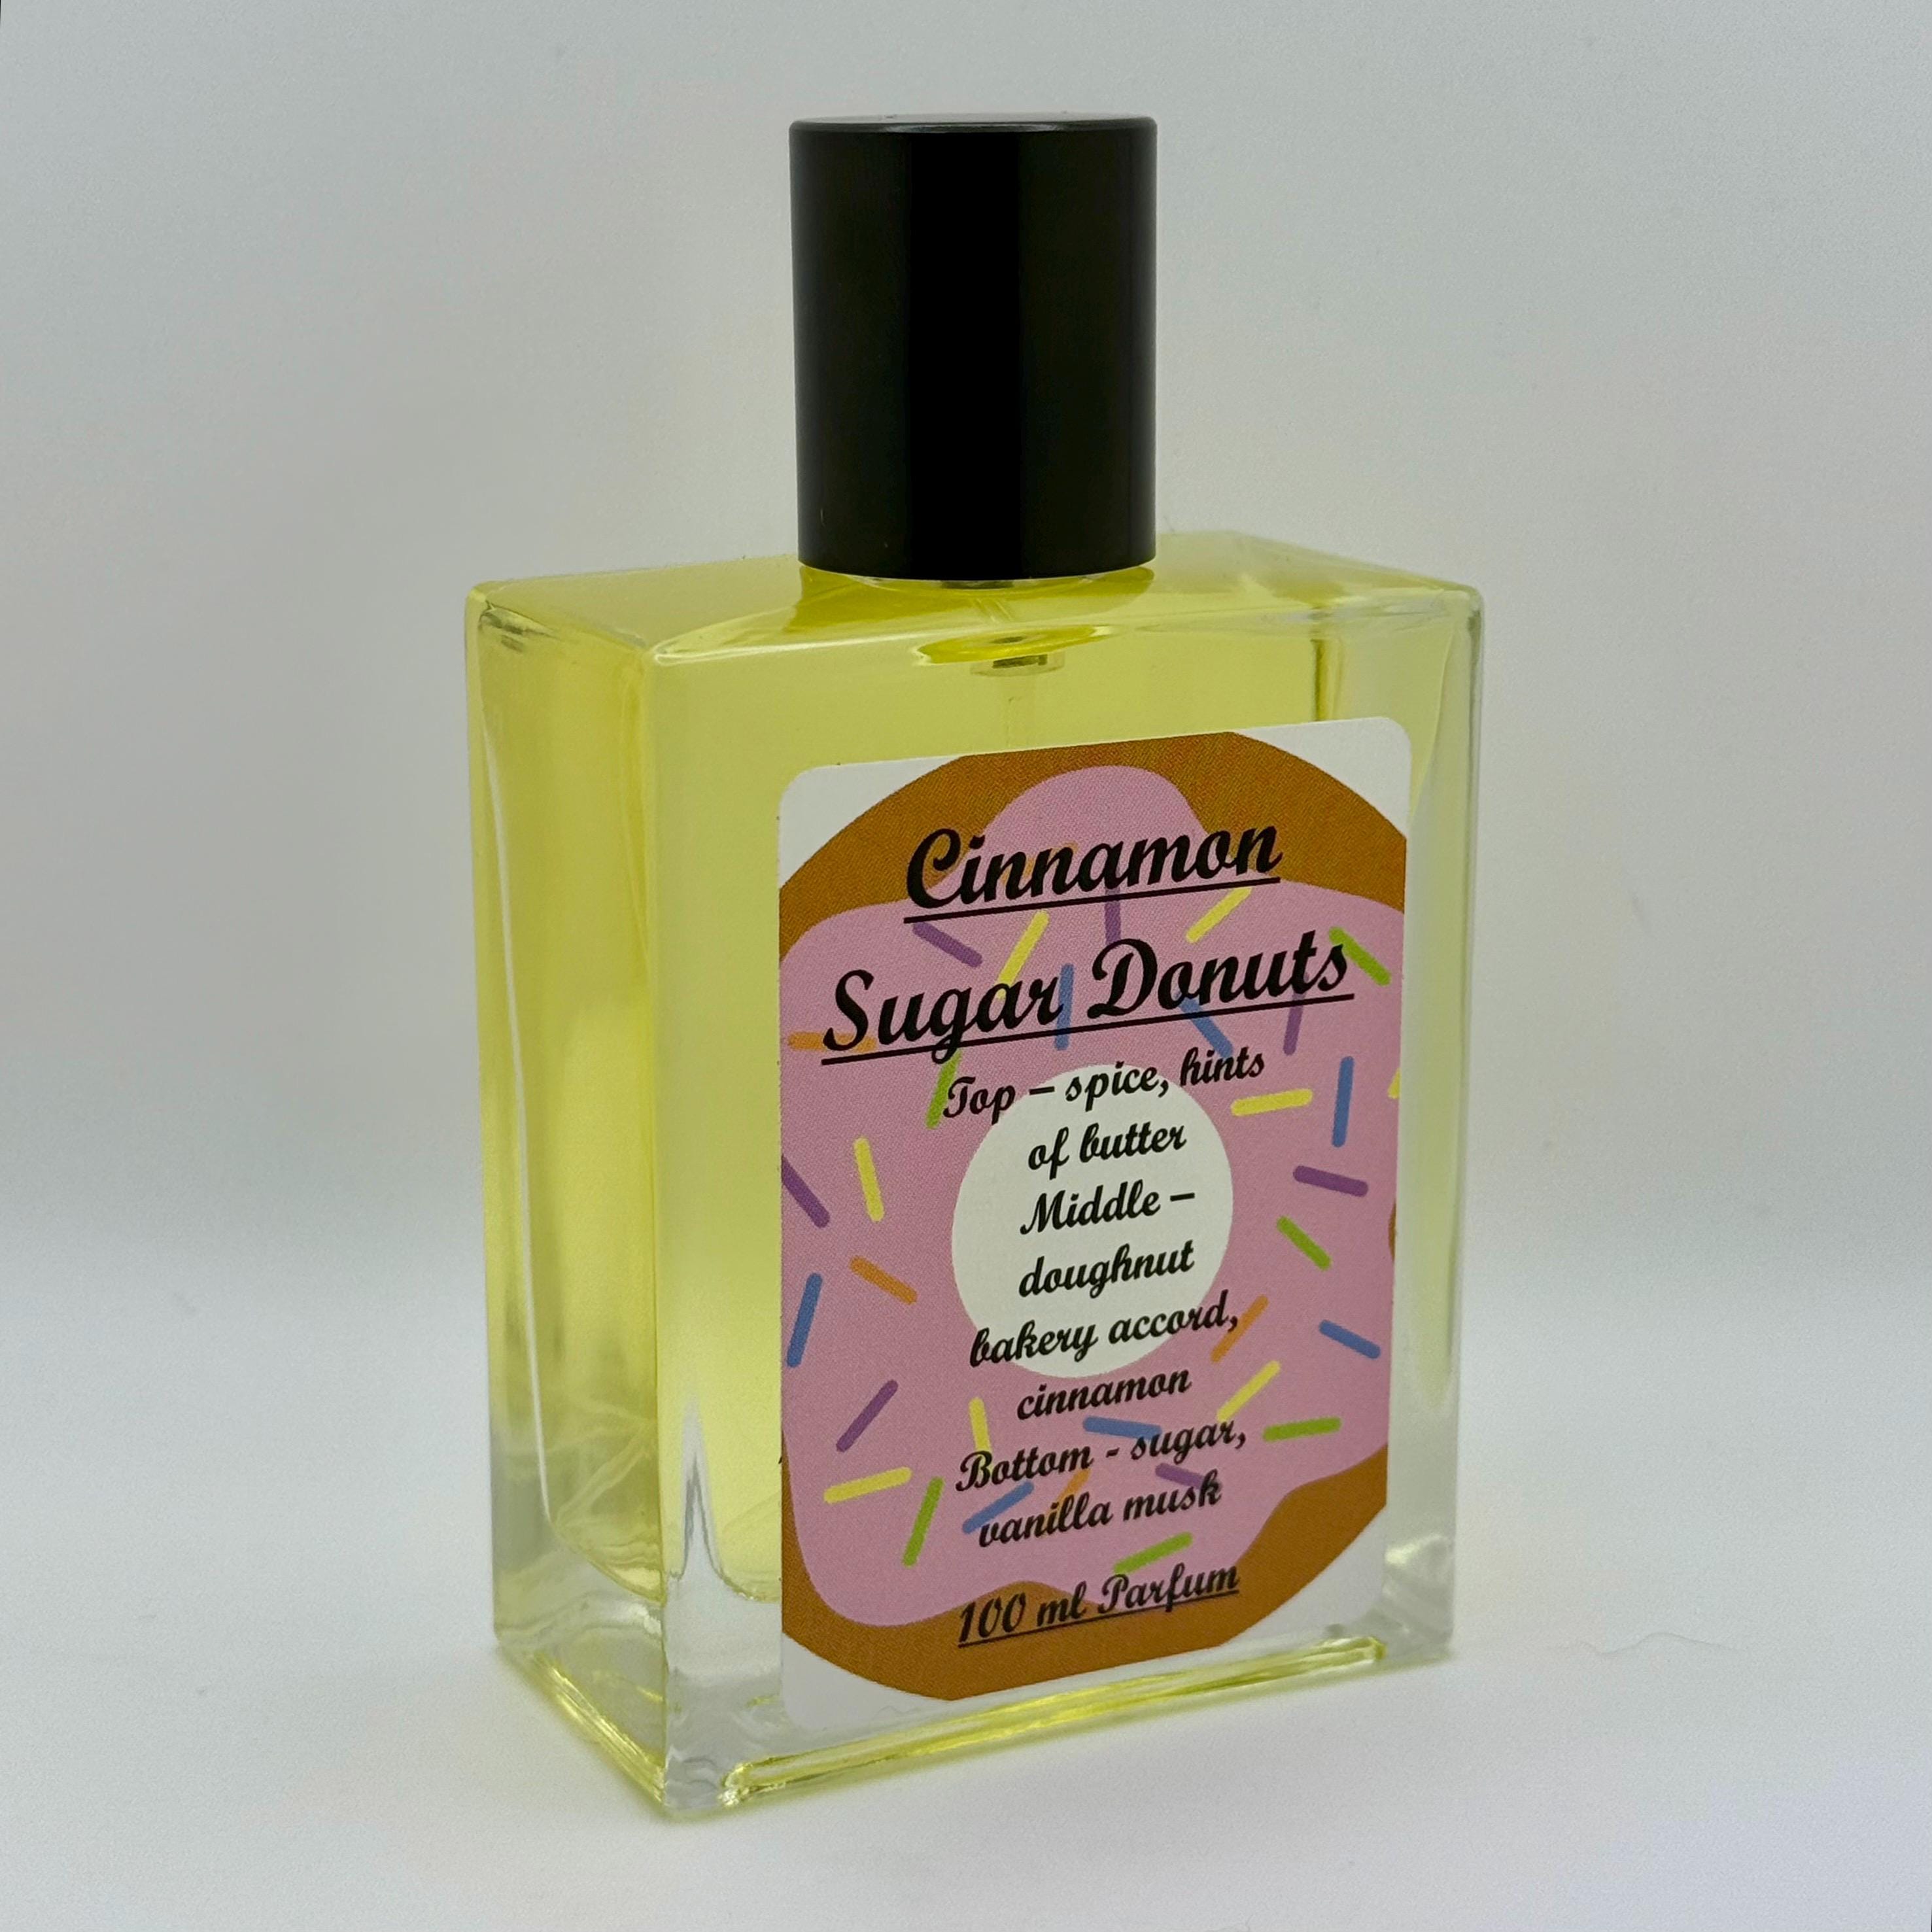 Cinnamon
Sugar Donuts
Top – spice, hints
of butter
Middle –
doughnut
bakery accord,
cinnamon
Bottom - sugar,
vanilla musk
100 ml Parfum